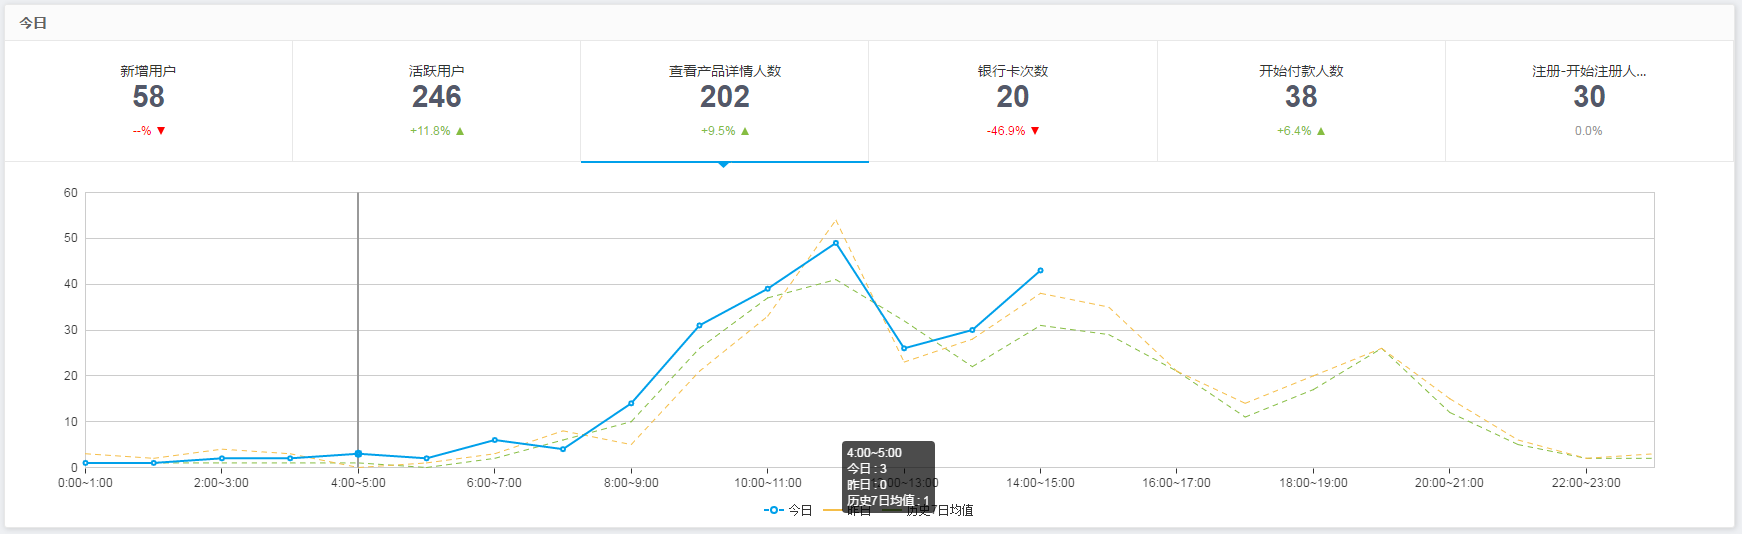 今日
新增用户
58
--% ▼
活跃用户
246
+11.8% ▲
查看产品详情人数
202
+9.5% ▲
银行卡次数
20
-46.9% ▼
开始付款人数
38
+6.4% ▲
注册-开始注册人...
30
0.0%
60
50
40
30
20
10
0
0:00~1:00
2:00~3:00
4:00~5:00
6:00~7:00
8:00~9:00
10:00~11:00
12:00~13:00
14:00~15:00
16:00~17:00
18:00~19:00
20:00~21:00
22:00~23:00
4:00~5:00
今日 : 3
昨日 : 0
历史7日均值 : 1
今日
昨日
历史7日均值